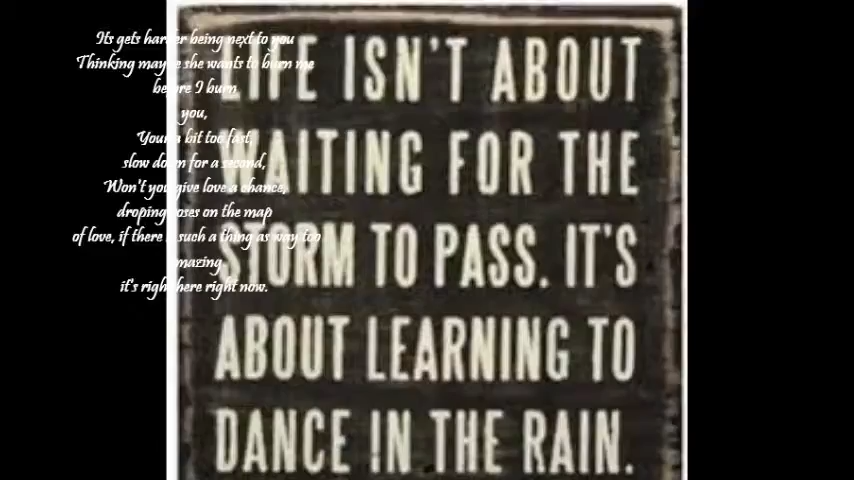 Its gets harder being next to you
Thinking maybe she wants to burn me
before I burn
you,
Your a bit too fast,
slow down for a second,
Won't you give love a chance,
droping roses on the map
of love, if there is such a thing as way too
amazing
it's right here right now.
LIFE ISN'T ABOUT
WAITING FOR THE
STORM TO PASS. IT'S
ABOUT LEARNING TO
DANCE IN THE RAIN.